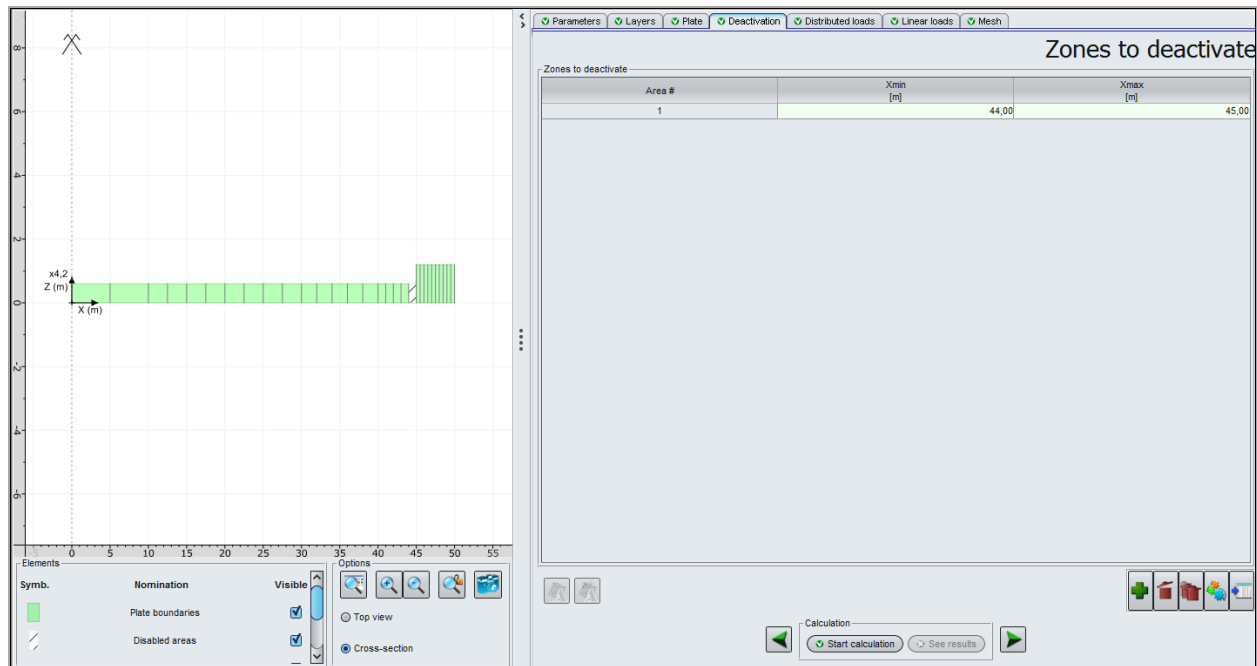 Parameters
Layers
Plate
Deactivation
Distributed loads
Linear loads
Mesh
Zones to deactivate
Zones to deactivate
Area # Xmin [m] Xmax [m]
1 44,00 45,00
8
6
4
2
0
-2
-4
-6
x4,2
Z (m)
X (m)
-5 0 5 10 15 20 25 30 35 40 45 50 55
Elements
Symb. Nomination Visible
Plate boundaries
Disabled areas
Options
Top view
Cross-section
Calculation
Start calculation
See results